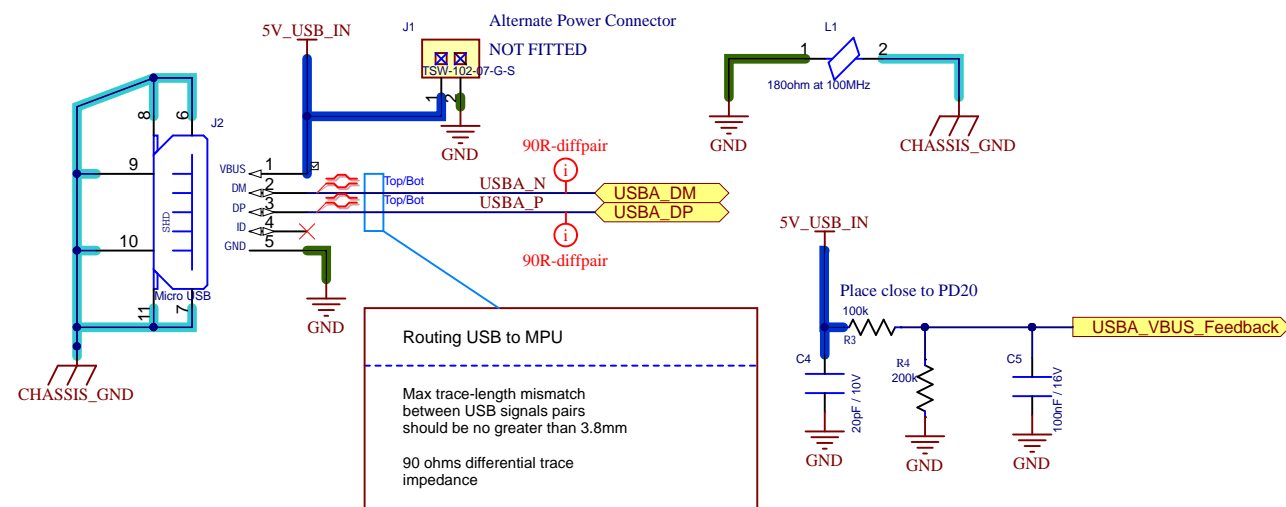 5V_USB_IN
J1
Alternate Power Connector
NOT FITTED
TSW-102-07-G-S
1
2
GND
L1
1
2
180ohm at 100MHz
GND
CHASSIS_GND
8
6
J2
9
10
SHD
Micro USB
11
7
VBUS
1
DM
2
DP
3
ID
4
GND
5
Top/Bot
Top/Bot
90R-diffpair
i
USBA_N
USBA_P
USBA_DM
USBA_DP
i
90R-diffpair
GND
CHASSIS_GND
Routing USB to MPU
Max trace-length mismatch
between USB signals pairs
should be no greater than 3.8mm
90 ohms differential trace
impedance
5V_USB_IN
Place close to PD20
100k
R3
USBA_VBUS_Feedback
C4
20pF / 10V
R4
200k
C5
100nF / 16V
GND
GND
GND